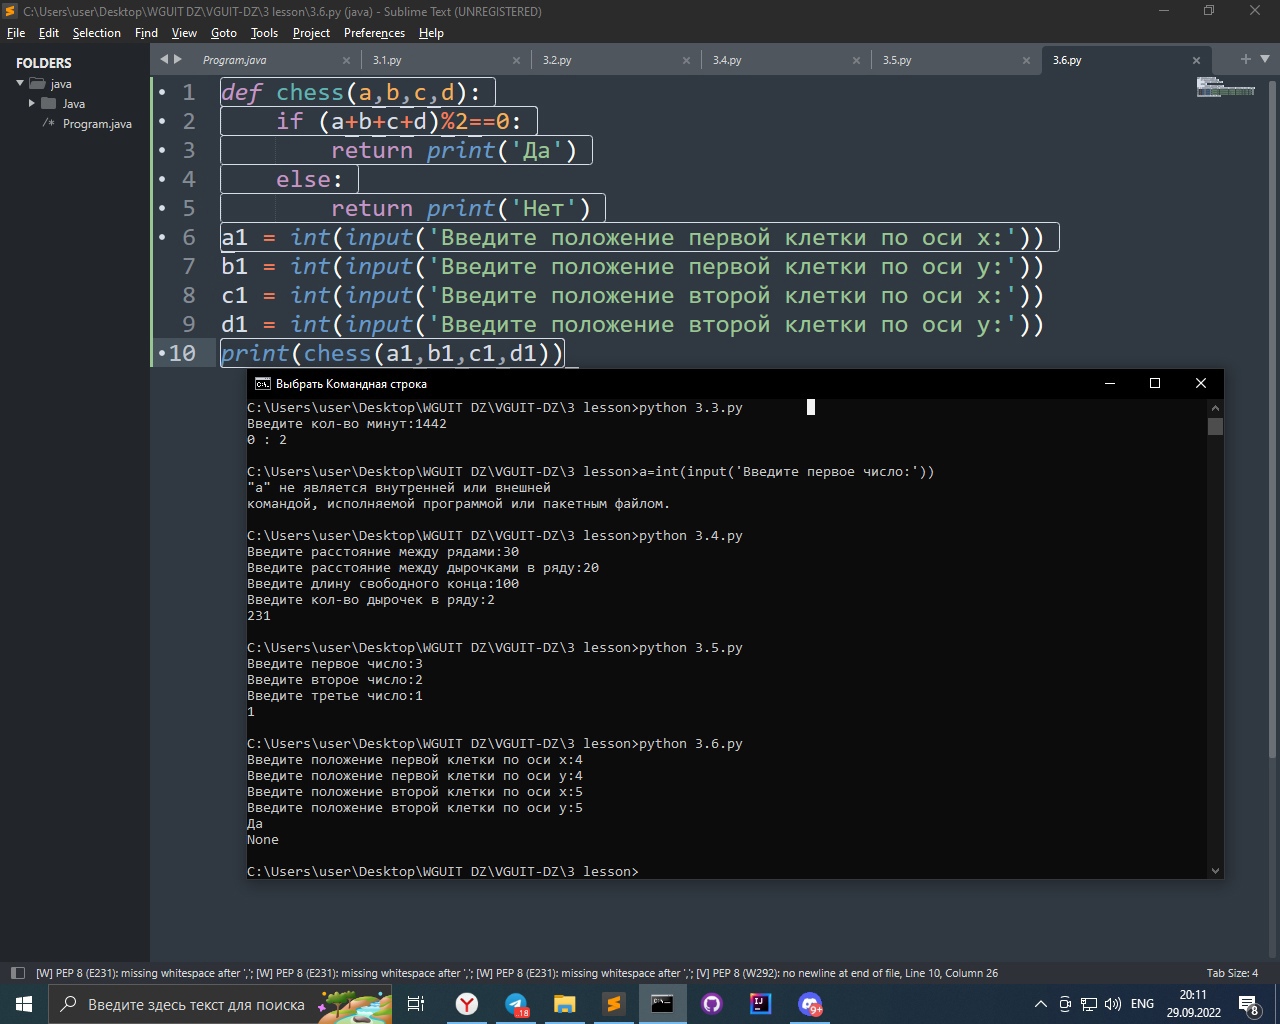 C:\Users\user\Desktop\WGUIT DZ\VGUIT-DZ\3 lesson\3.6.py (java) - Sublime Text (UNREGISTERED)
File Edit Selection Find View Goto Tools Project Preferences Help
FOLDERS
java
Java
/* Program.java
Program.java × 3.1.py × 3.2.py × 3.4.py × 3.5.py × 3.6.py ×
1 def chess(a,b,c,d):
2 if (a+b+c+d)%2==0:
3 return print('Да')
4 else:
5 return print('Нет')
6 a1 = int(input('Введите положение первой клетки по оси x:'))
7 b1 = int(input('Введите положение первой клетки по оси y:'))
8 c1 = int(input('Введите положение второй клетки по оси x:'))
9 d1 = int(input('Введите положение второй клетки по оси y:'))
10 print(chess(a1,b1,c1,d1))
Выбрать Командная строка
C:\Users\user\Desktop\WGUIT DZ\VGUIT-DZ\3 lesson>python 3.3.py
Введите кол-во минут:1442
0 : 2
C:\Users\user\Desktop\WGUIT DZ\VGUIT-DZ\3 lesson>a=int(input('Введите первое число:'))
"a" не является внутренней или внешней
командой, исполняемой программой или пакетным файлом.
C:\Users\user\Desktop\WGUIT DZ\VGUIT-DZ\3 lesson>python 3.4.py
Введите расстояние между рядами:30
Введите расстояние между дырочками в ряду:20
Введите длину свободного конца:100
Введите кол-во дырочек в ряду:2
231
C:\Users\user\Desktop\WGUIT DZ\VGUIT-DZ\3 lesson>python 3.5.py
Введите первое число:3
Введите второе число:2
Введите третье число:1
1
C:\Users\user\Desktop\WGUIT DZ\VGUIT-DZ\3 lesson>python 3.6.py
Введите положение первой клетки по оси x:4
Введите положение первой клетки по оси y:4
Введите положение второй клетки по оси x:5
Введите положение второй клетки по оси y:5
Да
None
C:\Users\user\Desktop\WGUIT DZ\VGUIT-DZ\3 lesson>
[W] PEP 8 (E231): missing whitespace after ','; [W] PEP 8 (E231): missing whitespace after ','; [W] PEP 8 (E231): missing whitespace after ','; [V] PEP 8 (W292): no newline at end of file, Line 10, Column 26 Tab Size: 4
Введите здесь текст для поиска
.18
9+
ENG
20:11
29.09.2022
8